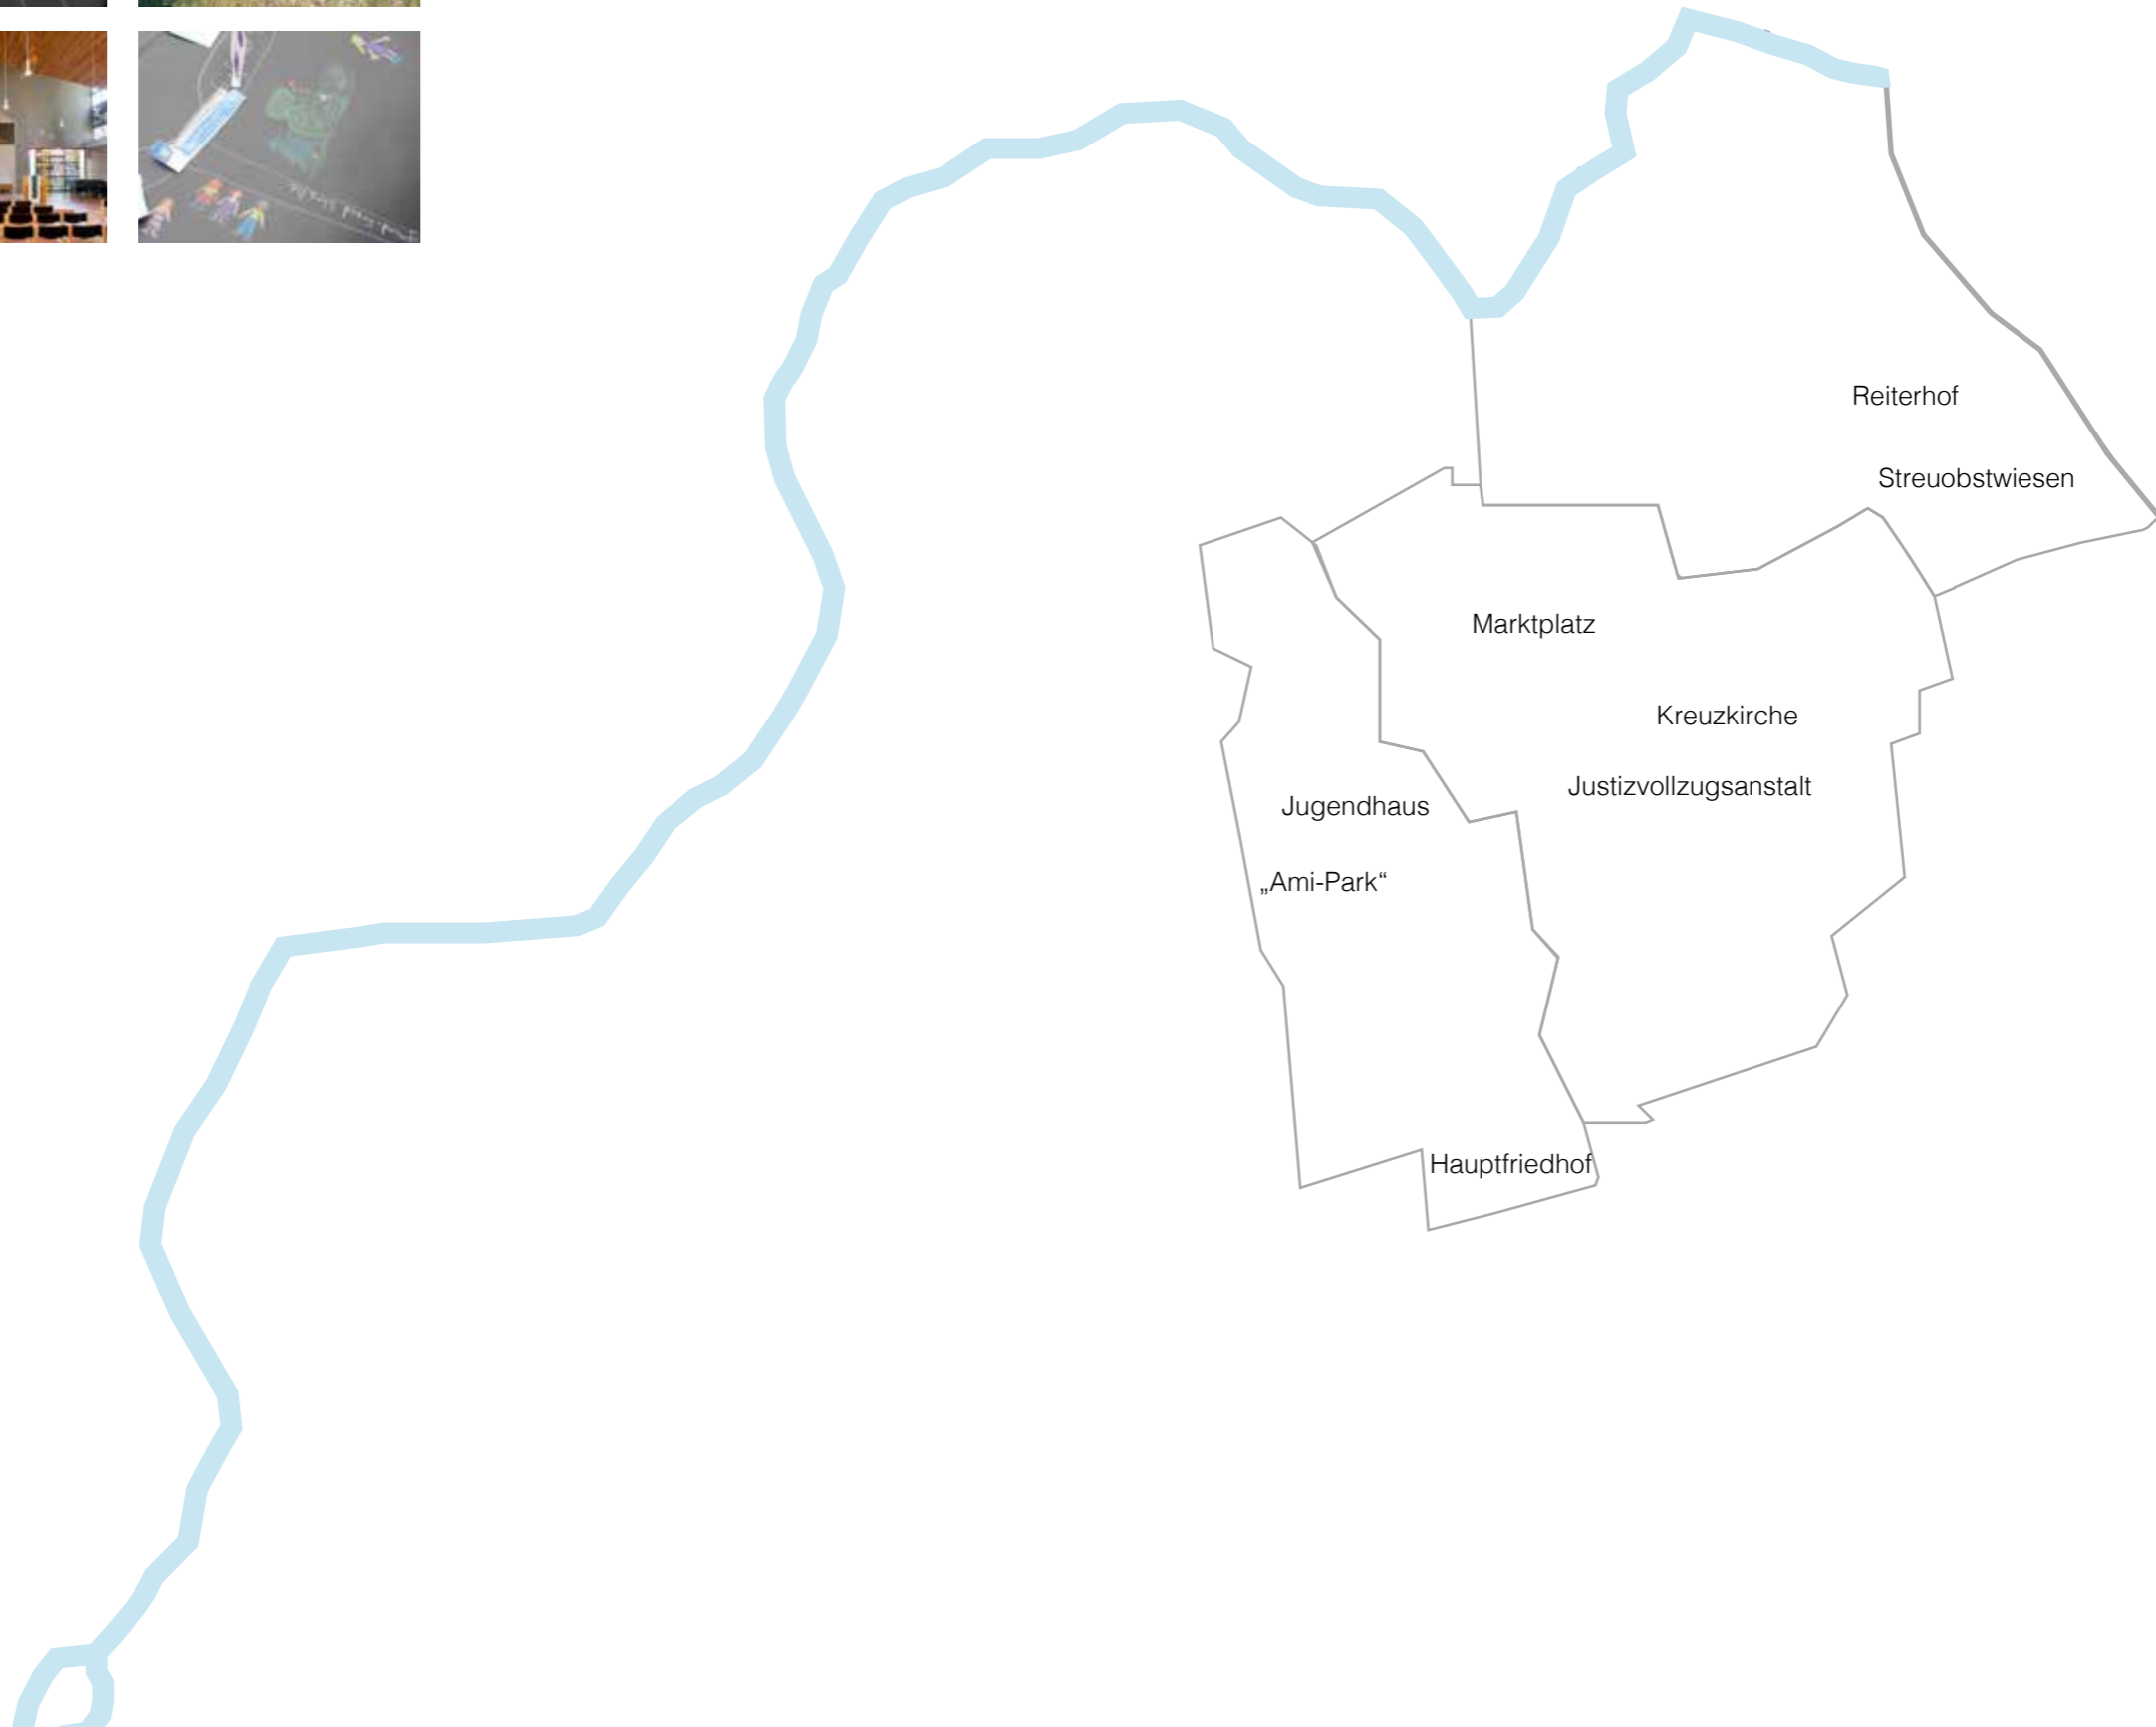 Reiterhof
Streuobstwiesen
Marktplatz
Kreuzkirche
Justizvollzugsanstalt
Jugendhaus
„Ami-Park“
Hauptfriedhof